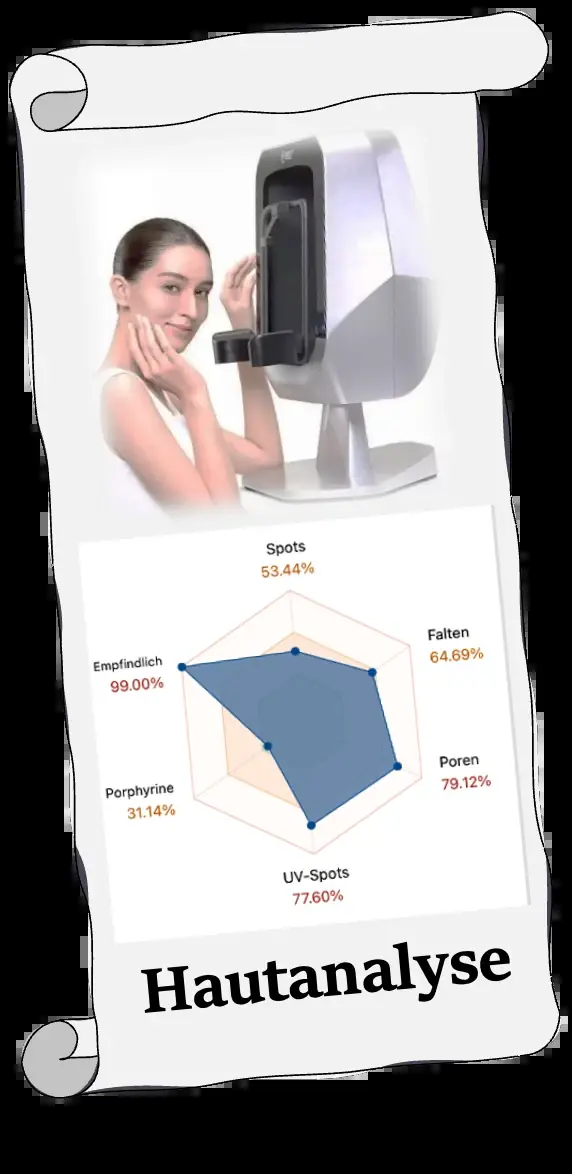 Spots
53.44%
Falten
64.69%
Empfindlich
99.00%
Poren
79.12%
Porphyrine
31.14%
UV-Spots
77.60%
Hautanalyse